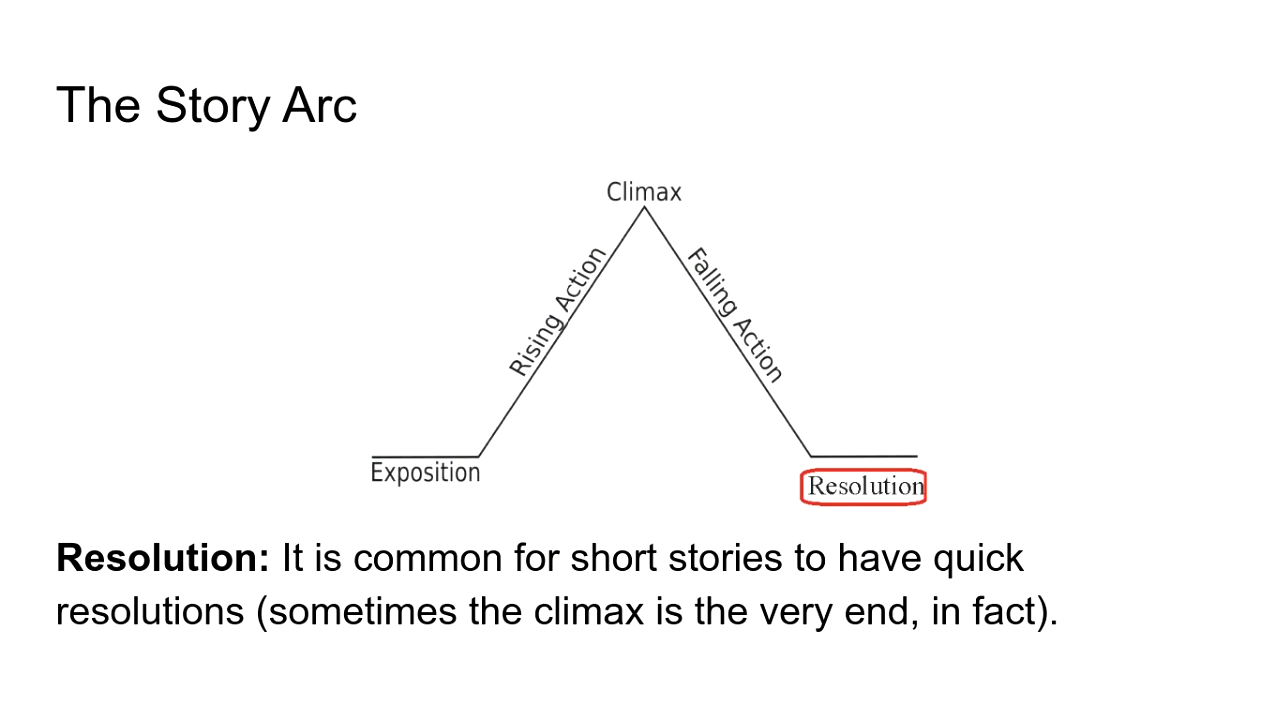 The Story Arc
Climax
Rising Action
Falling Action
Exposition
Resolution
Resolution: It is common for short stories to have quick
resolutions (sometimes the climax is the very end, in fact).